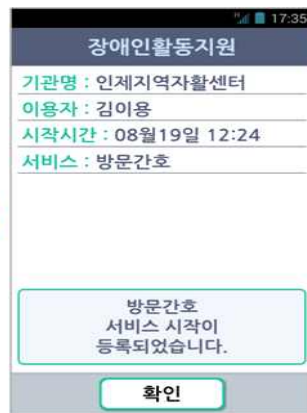 17:35
장애인활동지원
기관명 : 인제지역자활센터
이용자 : 김이용
시작시간 : 08월19일 12:24
서비스 : 방문간호
방문간호
서비스 시작이
등록되었습니다.
확인